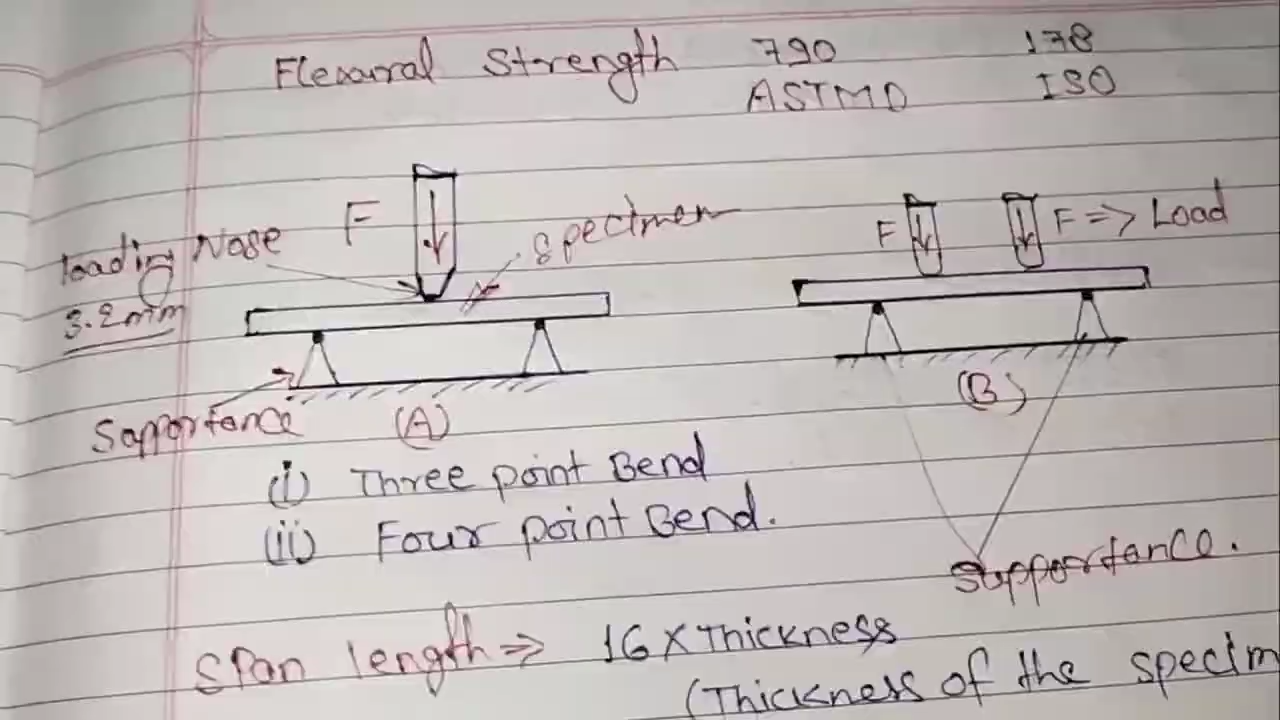 Flexural Strength 790 178
ASTMD ISO
F
specimen
F F => Load
loading Nose
3.2mm
Sapportance (A) (B)
(i) Three point Bend
(ii) Four point Bend.
Supportance.
Span length => 16 X Thickness
(Thickness of the specim